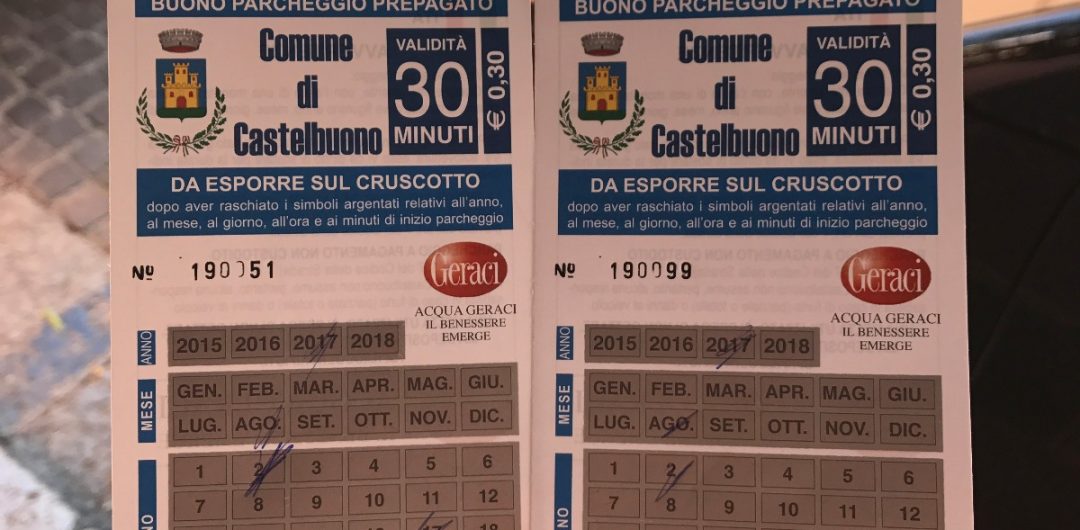 BUONO PARCHEGGIO PREPAGATO
Comune
di
Castelbuono
VALIDITÀ
30
MINUTI
€ 0,30
DA ESPORRE SUL CRUSCOTTO
dopo aver raschiato i simboli argentati relativi all'anno,
al mese, al giorno, all'ora e ai minuti di inizio parcheggio
Nº 190051
Geraci
ACQUA GERACI
IL BENESSERE
EMERGE
ANNO
2015 2016 2017 2018
MESE
GEN. FEB. MAR. APR. MAG. GIU.
LUG. AGO. SET. OTT. NOV. DIC.
1 2 3 4 5 6
7 8 9 10 11 12
18
BUONO PARCHEGGIO PREPAGATO
Comune
di
Castelbuono
VALIDITÀ
30
MINUTI
€ 0,30
DA ESPORRE SUL CRUSCOTTO
dopo aver raschiato i simboli argentati relativi all'anno,
al mese, al giorno, all'ora e ai minuti di inizio parcheggio
Nº 190099
Geraci
ACQUA GERACI
IL BENESSERE
EMERGE
ANNO
2015 2016 2017 2018
MESE
GEN. FEB. MAR. APR. MAG. GIU.
LUG. AGO. SET. OTT. NOV. DIC.
1 2 3 4 5 6
7 8 9 10 11 12